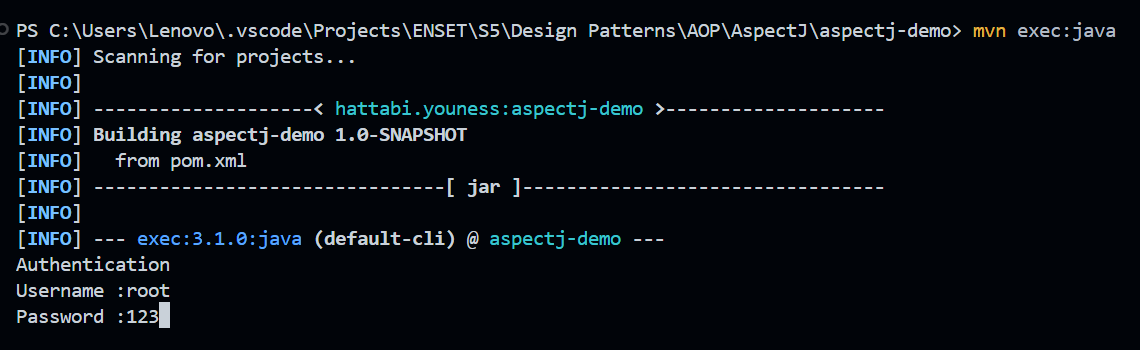 PS C:\Users\Lenovo\.vscode\Projects\ENSET\S5\Design Patterns\AOP\AspectJ\aspectj-demo> mvn exec:java
[INFO] Scanning for projects...
[INFO]
[INFO] --------------------< hattabi.youness:aspectj-demo >--------------------
[INFO] Building aspectj-demo 1.0-SNAPSHOT
[INFO]   from pom.xml
[INFO] --------------------------------[ jar ]---------------------------------
[INFO]
[INFO] --- exec:3.1.0:java (default-cli) @ aspectj-demo ---
Authentication
Username :root
Password :123